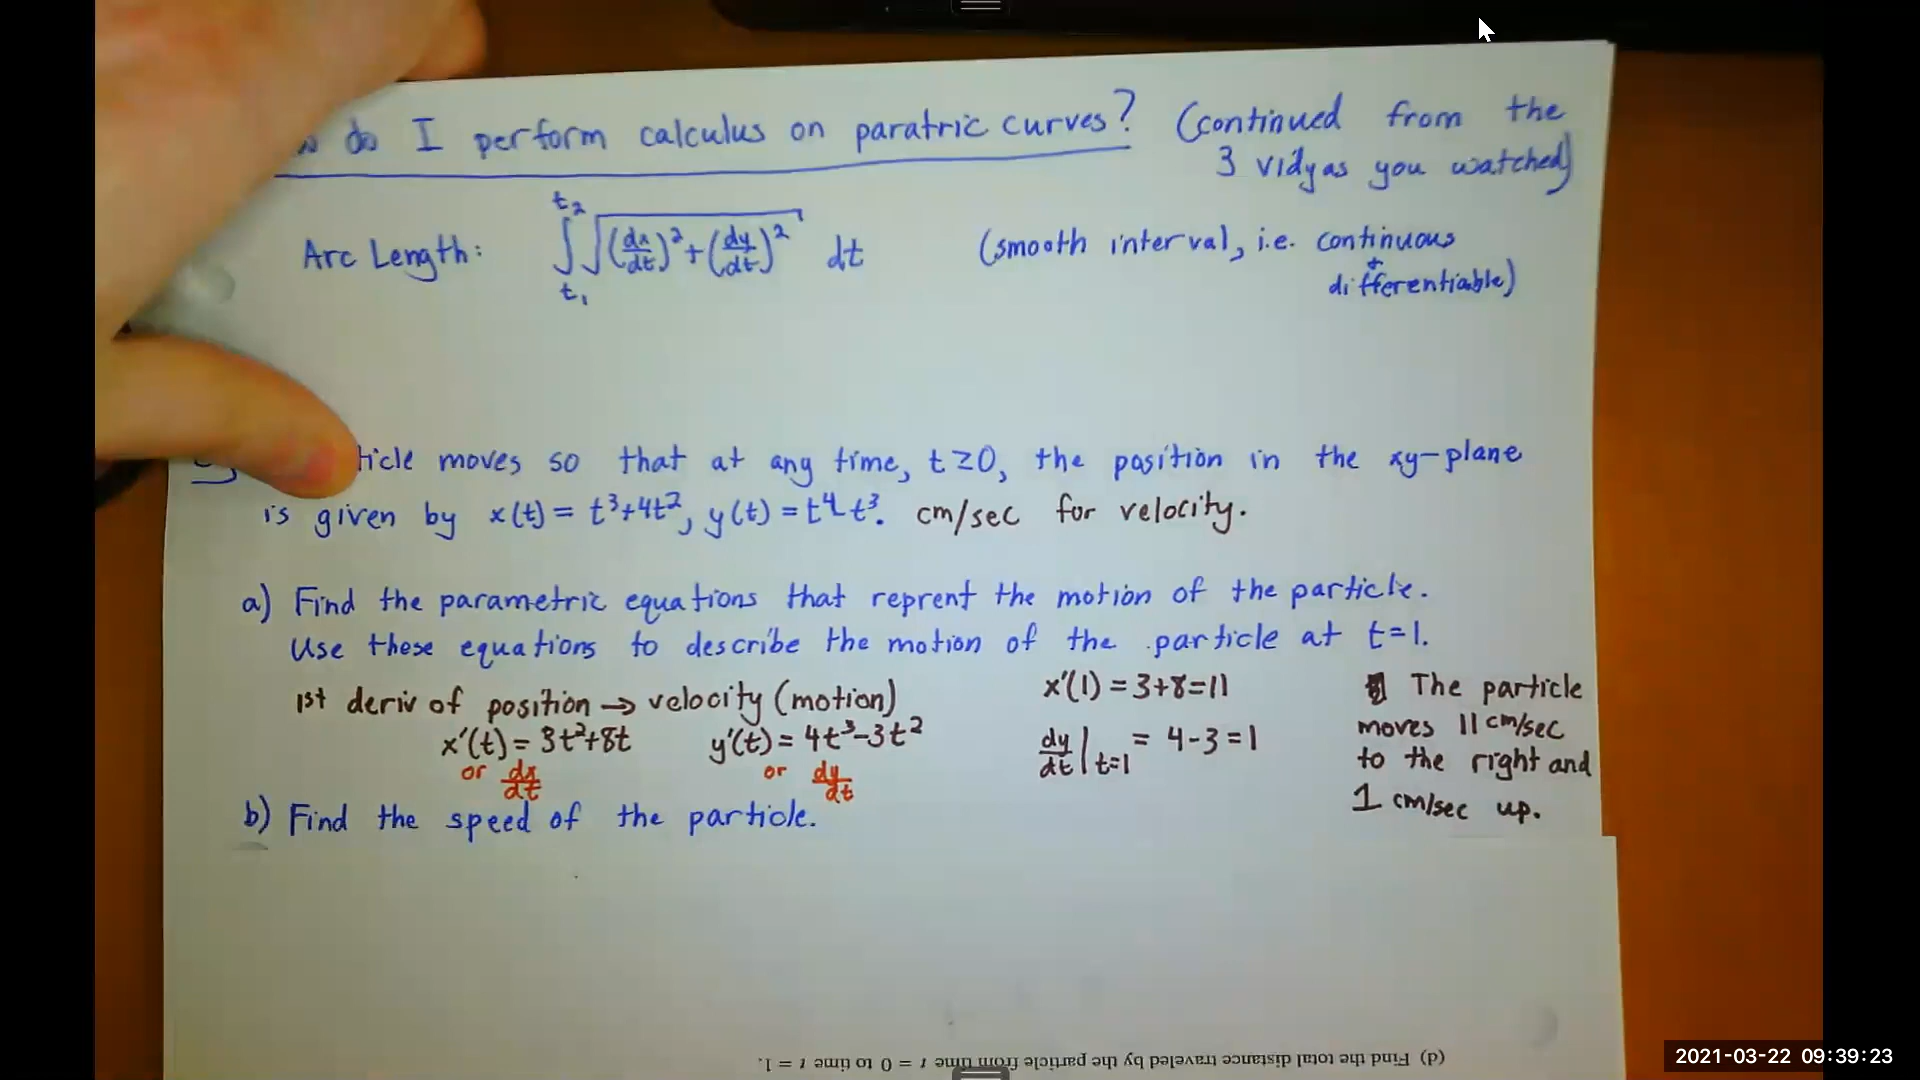 do I perform calculus on paratric curves? (continued from the
3 vidyas you watched)
Arc Length: ∫_{t₁}^{t₂} √((dx/dt)² + (dy/dt)²) dt (smooth interval, i.e. continuous
+
differentiable)
ticle moves so that at any time, t≥0, the position in the xy-plane
is given by x(t) = t³+4t², y(t) = t⁴-t³. cm/sec for velocity.
a) Find the parametric equations that reprent the motion of the particle.
Use these equations to describe the motion of the particle at t=1.
1st deriv of position → velocity (motion)
x'(t) = 3t²+8t y'(t) = 4t³-3t²
or dx/dt or dy/dt
x'(1) = 3+8=11
dy/dt|t=1 = 4-3=1
The particle
moves 11 cm/sec
to the right and
1 cm/sec up.
b) Find the speed of the particle.
(d) Find the total distance traveled by the particle from time t = 0 to time t = 1.
2021-03-22 09:39:23